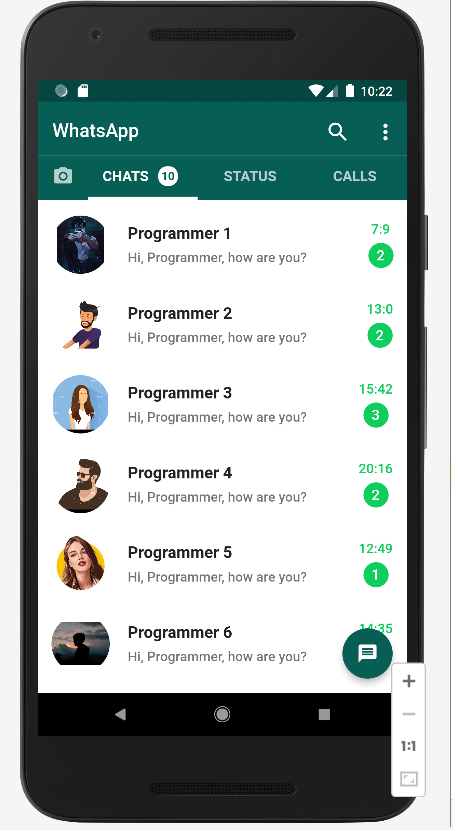 10:22
WhatsApp
CHATS 10 STATUS CALLS
Programmer 1 7:9
Hi, Programmer, how are you? 2
Programmer 2 13:0
Hi, Programmer, how are you? 2
Programmer 3 15:42
Hi, Programmer, how are you? 3
Programmer 4 20:16
Hi, Programmer, how are you? 2
Programmer 5 12:49
Hi, Programmer, how are you? 1
Programmer 6 14:35
Hi, Programmer, how are you?
1:1